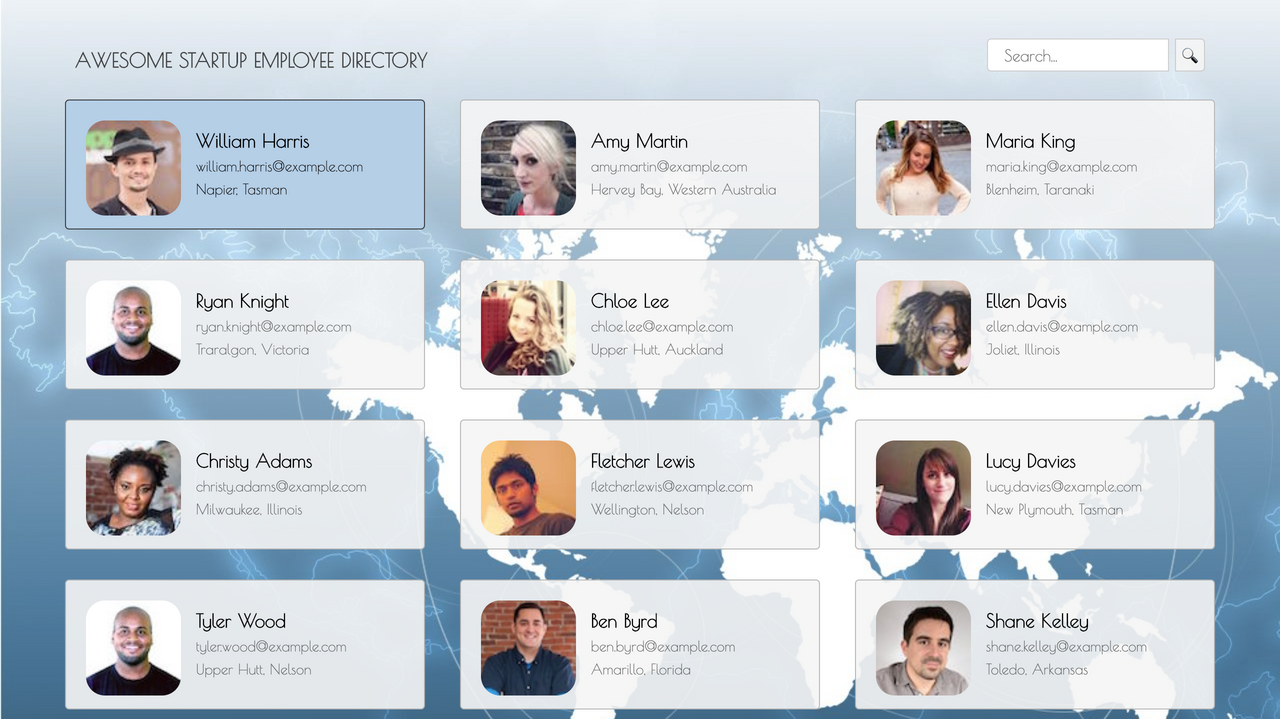 AWESOME STARTUP EMPLOYEE DIRECTORY
Search...
William Harris
william.harris@example.com
Napier, Tasman
Amy Martin
amy.martin@example.com
Hervey Bay, Western Australia
Maria King
maria.king@example.com
Blenheim, Taranaki
Ryan Knight
ryan.knight@example.com
Traralgon, Victoria
Chloe Lee
chloe.lee@example.com
Upper Hutt, Auckland
Ellen Davis
ellen.davis@example.com
Joliet, Illinois
Christy Adams
christy.adams@example.com
Milwaukee, Illinois
Fletcher Lewis
fletcher.lewis@example.com
Wellington, Nelson
Lucy Davies
lucy.davies@example.com
New Plymouth, Tasman
Tyler Wood
tyler.wood@example.com
Upper Hutt, Nelson
Ben Byrd
ben.byrd@example.com
Amarillo, Florida
Shane Kelley
shane.kelley@example.com
Toledo, Arkansas